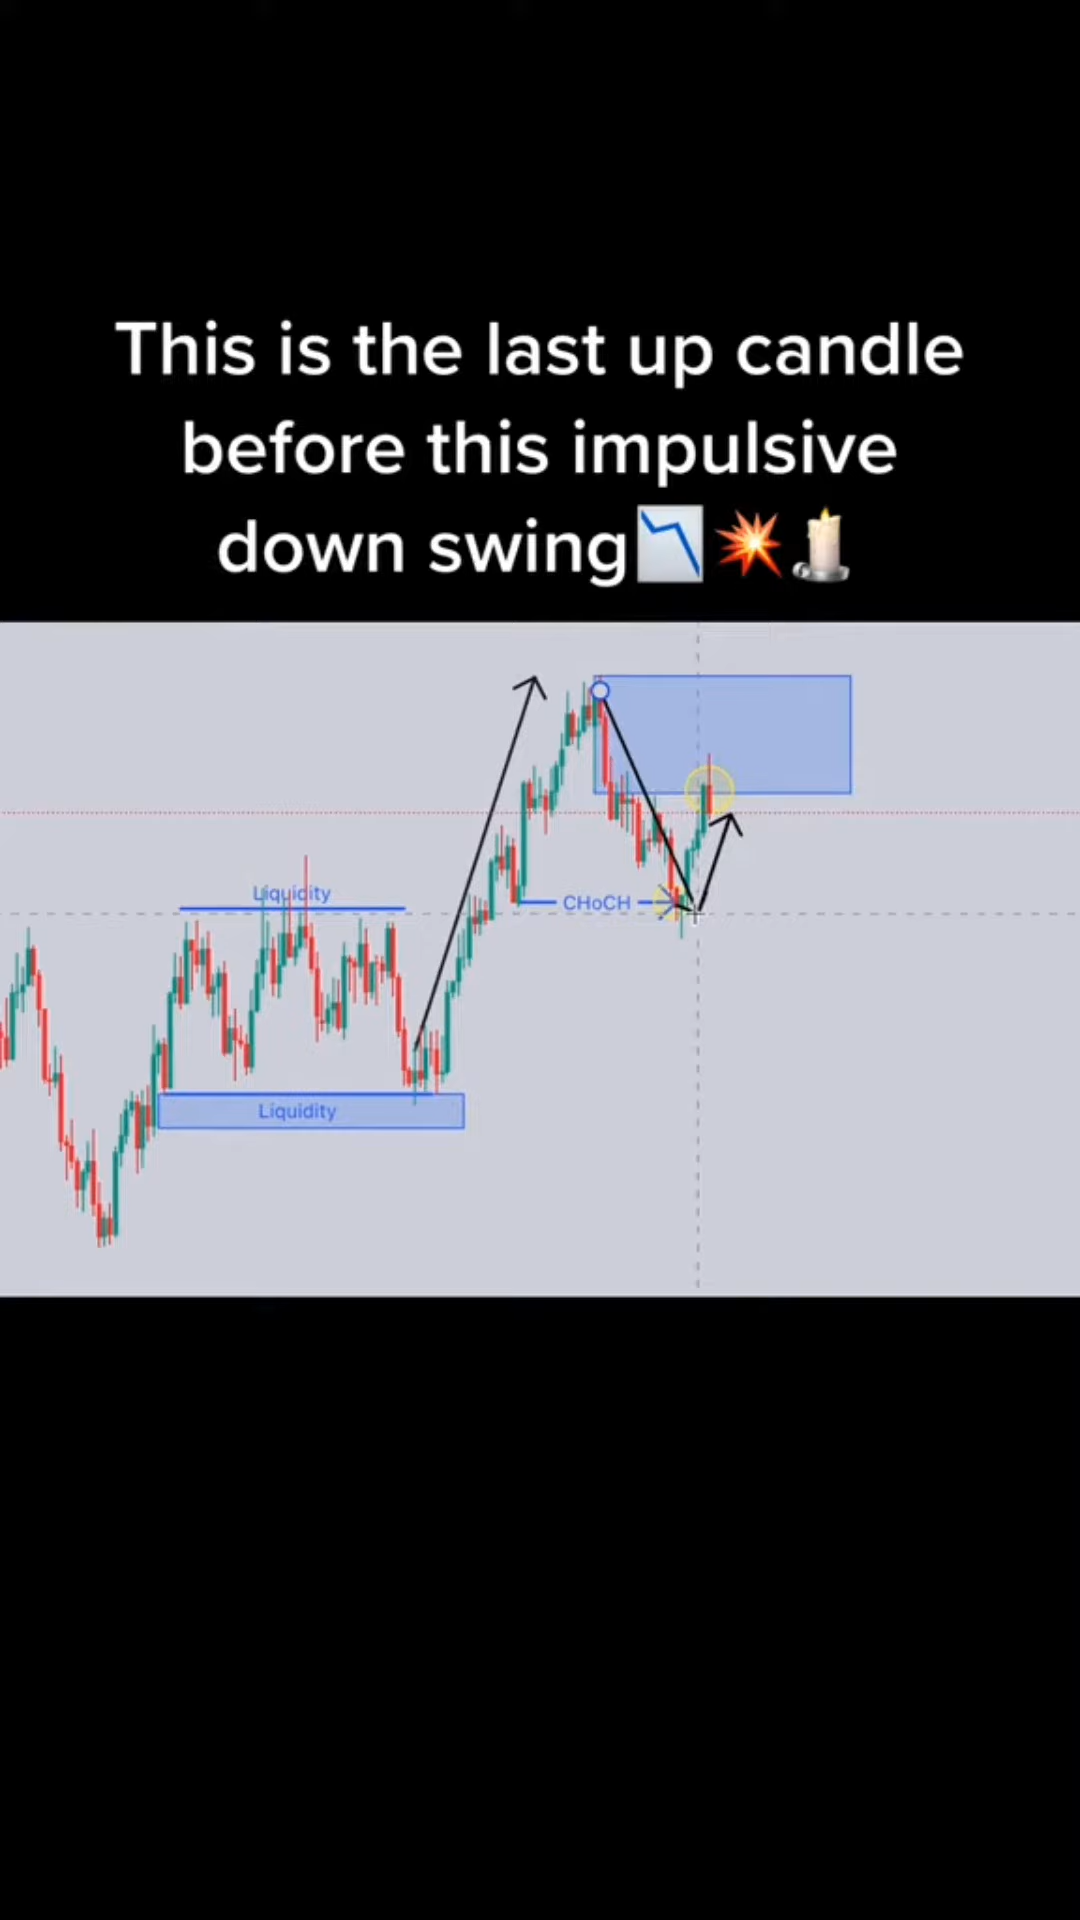 This is the last up candle
before this impulsive
down swing📉💥🕯️
Liquidity
CHoCH
Liquidity